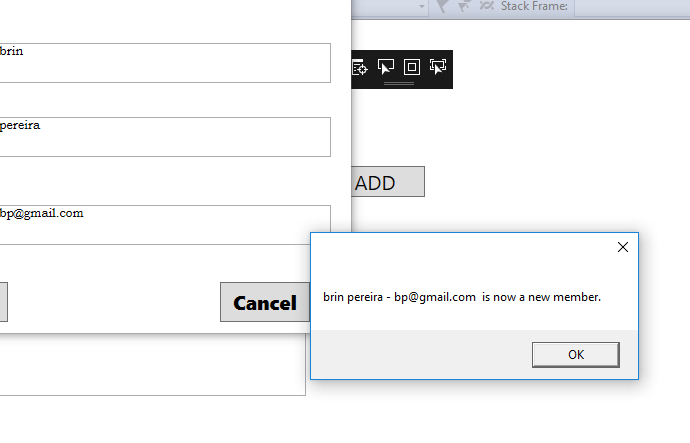 Stack Frame:
brin
pereira
ADD
bp@gmail.com
Cancel
brin pereira - bp@gmail.com  is now a new member.
OK